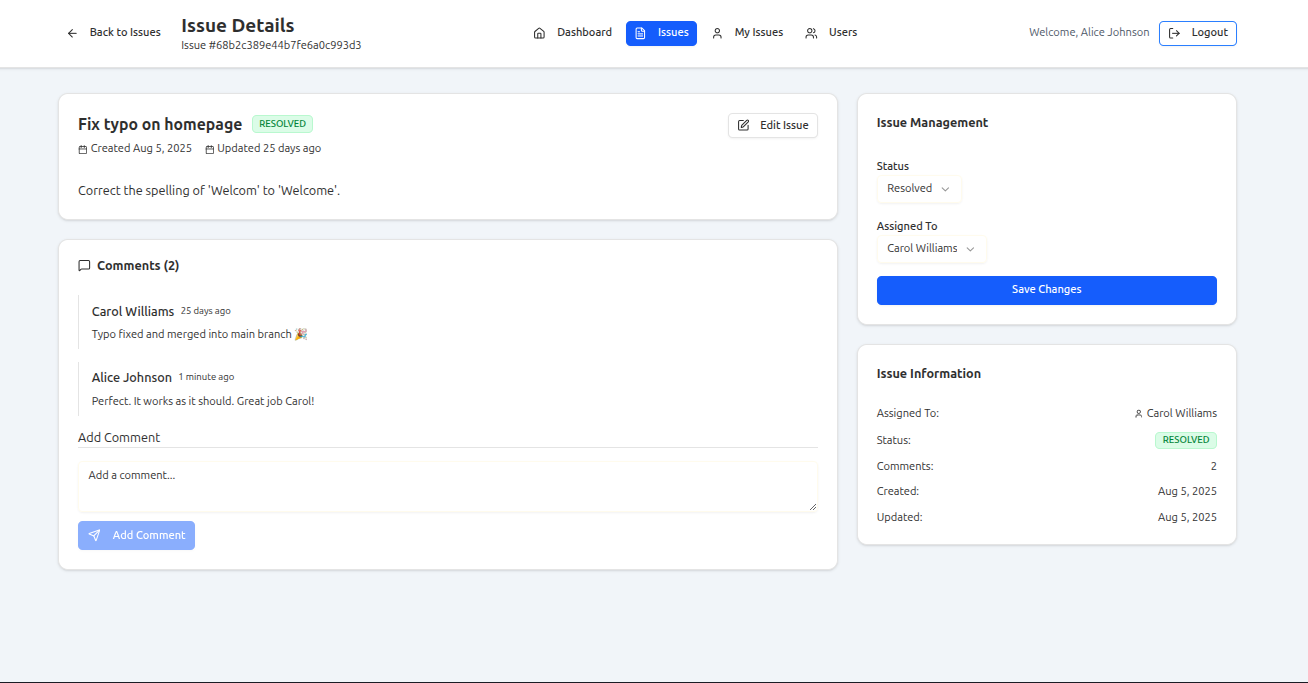 Back to Issues
Issue Details
Issue #68b2c389e44b7fe6a0c993d3
Dashboard
Issues
My Issues
Users
Welcome, Alice Johnson
Logout
Fix typo on homepage
RESOLVED
Edit Issue
Created Aug 5, 2025
Updated 25 days ago
Correct the spelling of 'Welcom' to 'Welcome'.
Comments (2)
Carol Williams 25 days ago
Typo fixed and merged into main branch 🎉
Alice Johnson 1 minute ago
Perfect. It works as it should. Great job Carol!
Add Comment
Add a comment...
Add Comment
Issue Management
Status
Resolved
Assigned To
Carol Williams
Save Changes
Issue Information
Assigned To: Carol Williams
Status: RESOLVED
Comments: 2
Created: Aug 5, 2025
Updated: Aug 5, 2025